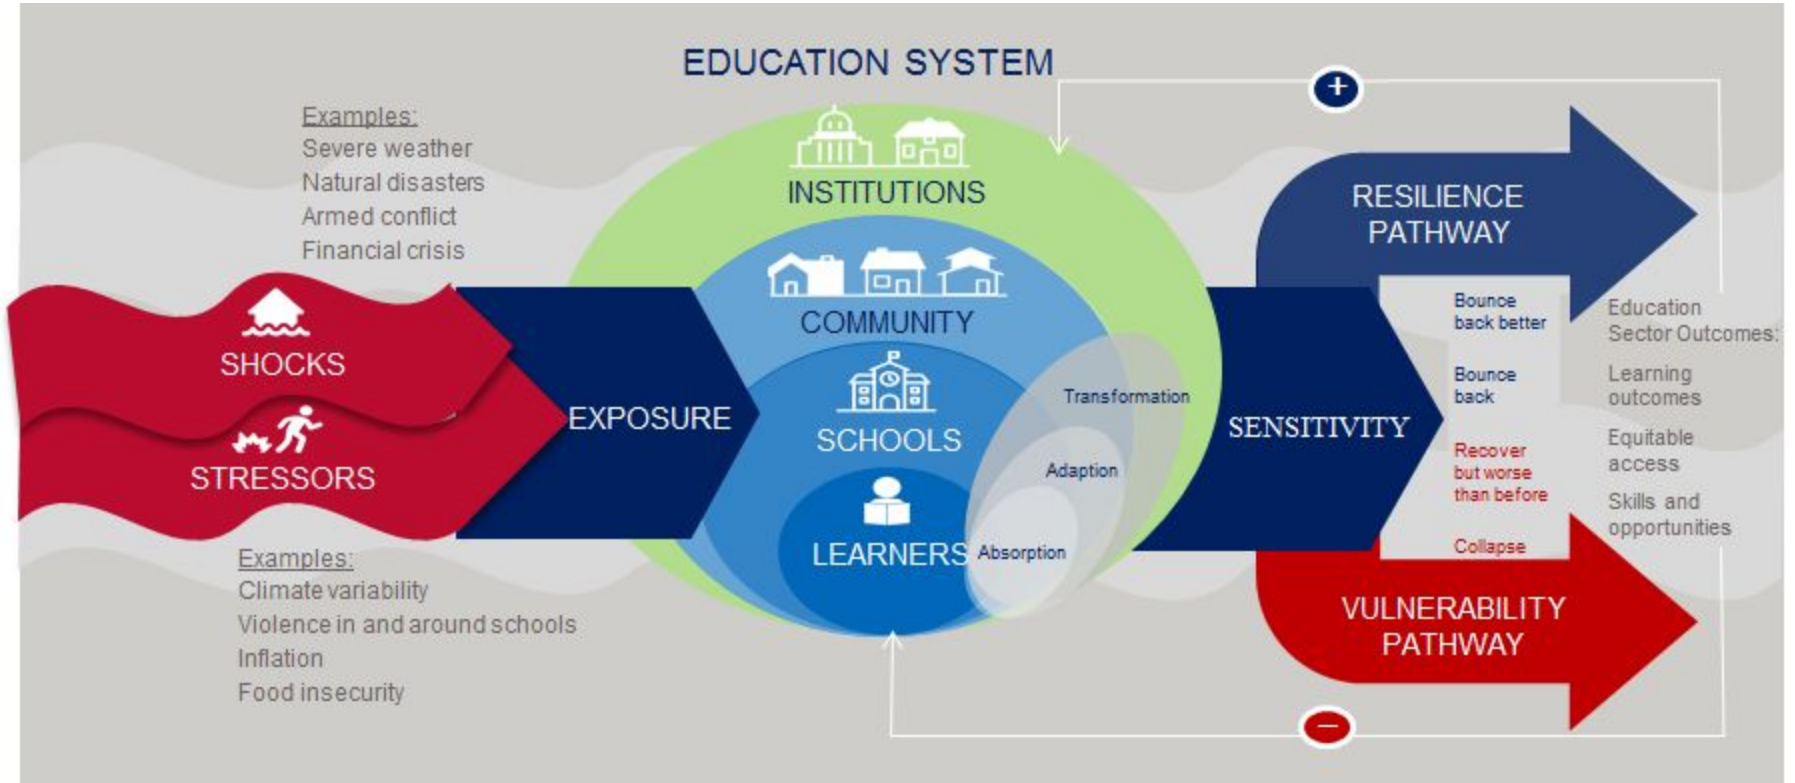 EDUCATION SYSTEM
Examples:
Severe weather
Natural disasters
Armed conflict
Financial crisis
SHOCKS
STRESSORS
Examples:
Climate variability
Violence in and around schools
Inflation
Food insecurity
EXPOSURE
INSTITUTIONS
COMMUNITY
SCHOOLS
LEARNERS
Transformation
Adaption
Absorption
SENSITIVITY
+
RESILIENCE
PATHWAY
Bounce
back better
Bounce
back
Recover
but worse
than before
Collapse
Education
Sector Outcomes:
Learning
outcomes
Equitable
access
Skills and
opportunities
VULNERABILITY
PATHWAY
−